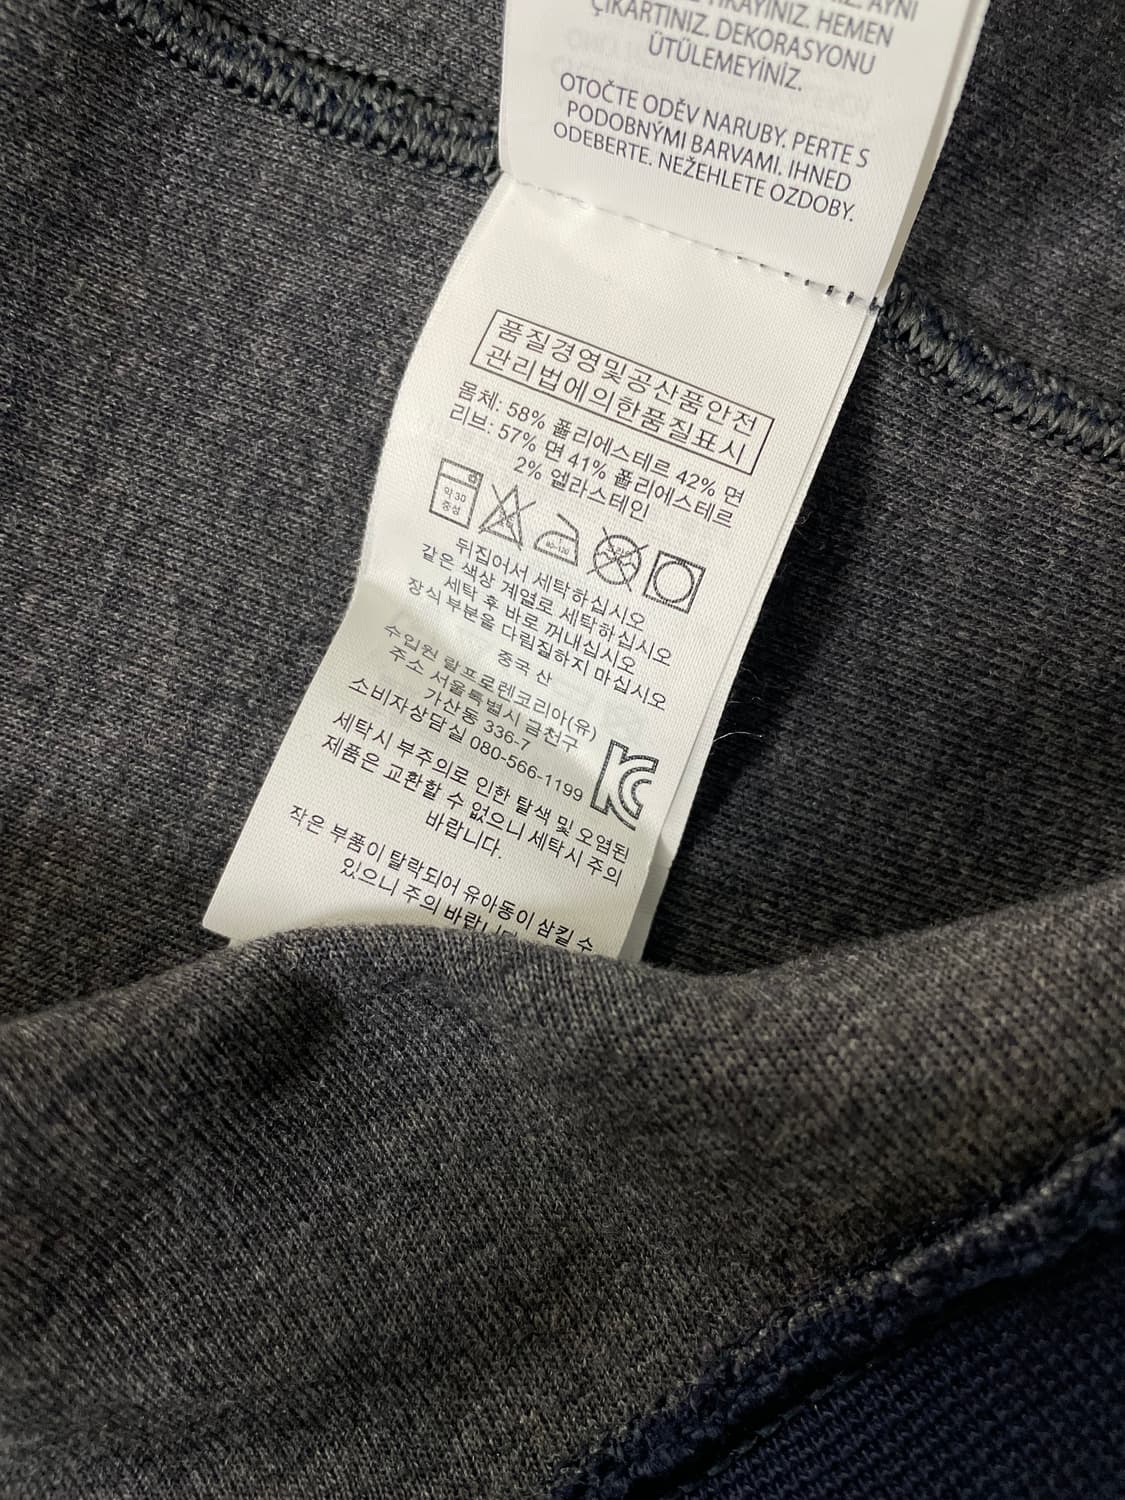 AYNI
YIKAYINIZ. HEMEN
ÇIKARTINIZ. DEKORASYONU
ÜTÜLEMEYİNİZ.
OTOČTE ODĚV NARUBY. PERTE S
PODOBNÝMI BARVAMI. IHNED
ODEBERTE. NEŽEHLETE OZDOBY.
품질경영및공산품안전
관리법에의한품질표시
몸체: 58% 폴리에스테르 42% 면
리브: 57% 면 41% 폴리에스테르
2% 엘라스테인
약 30
중성
80-120
뒤집어서 세탁하십시오
같은 색상 계열로 세탁하십시오
세탁 후 바로 꺼내십시오
장식 부분을 다림질하지 마십시오
중국 산
수입원 랄프로렌코리아(유)
주소 서울특별시 금천구
가산동 336-7
소비자상담실 080-566-1199
KC
세탁시 부주의로 인한 탈색 및 오염된
제품은 교환할 수 없으니 세탁시 주의
바랍니다.
작은 부품이 탈락되어 유아동이 삼킬 수
있으니 주의 바랍니다